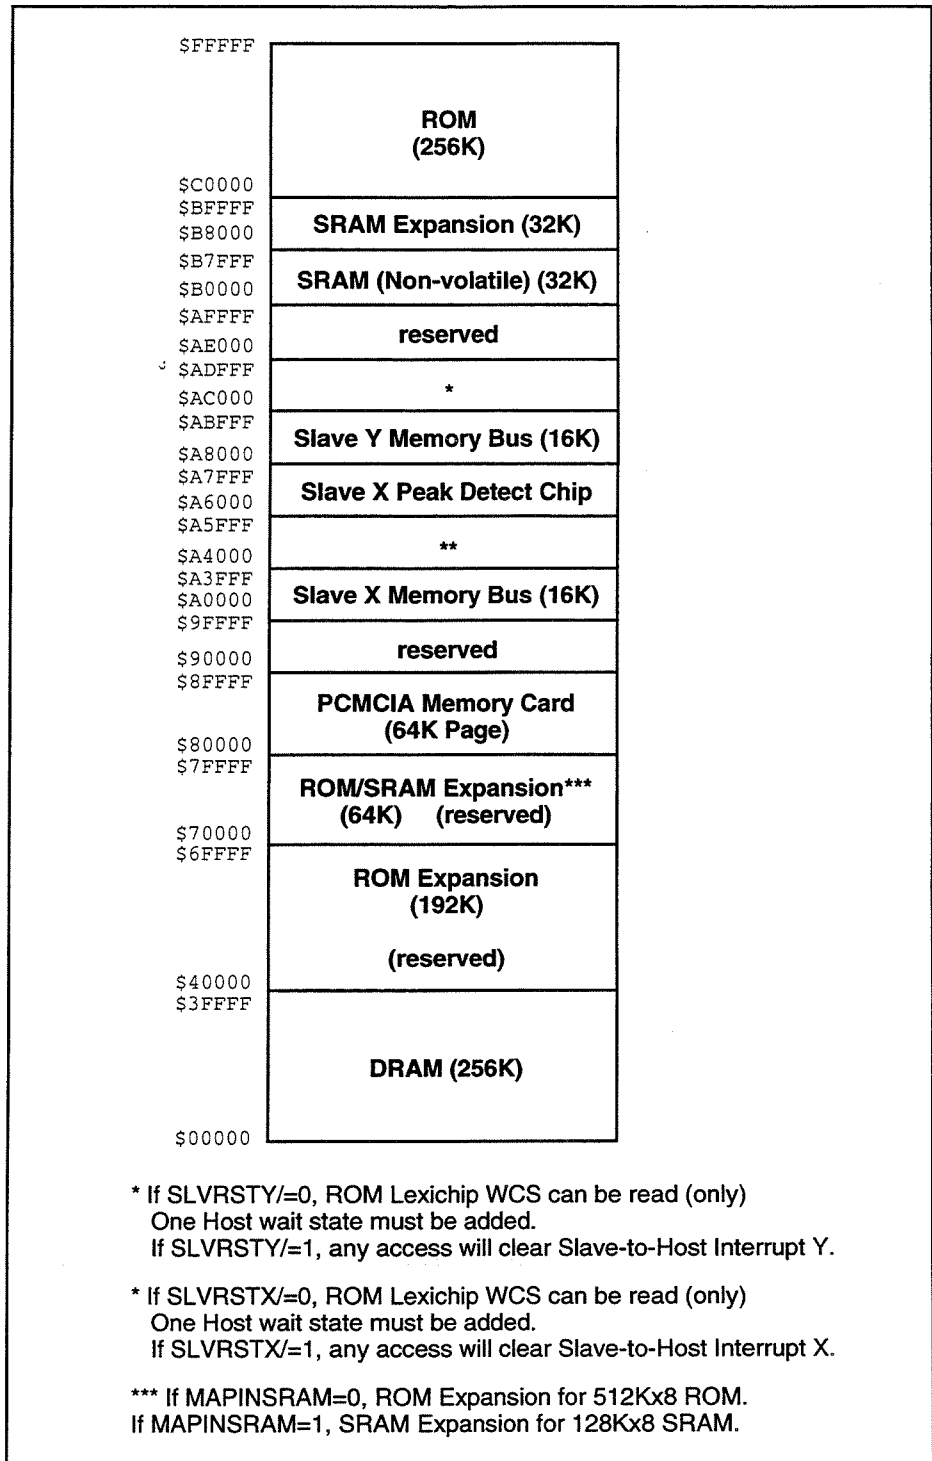 $FFFFF
ROM
(256K)
$C0000
$BFFFF
SRAM Expansion (32K)
$B8000
$B7FFF
SRAM (Non-volatile) (32K)
$B0000
$AFFFF
reserved
$AE000
$ADFFF
*
$AC000
$ABFFF
Slave Y Memory Bus (16K)
$A8000
$A7FFF
Slave X Peak Detect Chip
$A6000
$A5FFF
**
$A4000
$A3FFF
Slave X Memory Bus (16K)
$A0000
$9FFFF
reserved
$90000
$8FFFF
PCMCIA Memory Card
(64K Page)
$80000
$7FFFF
ROM/SRAM Expansion***
(64K) (reserved)
$70000
$6FFFF
ROM Expansion
(192K)
(reserved)
$40000
$3FFFF
DRAM (256K)
$00000
* If SLVRSTY/=0, ROM Lexichip WCS can be read (only)
One Host wait state must be added.
If SLVRSTY/=1, any access will clear Slave-to-Host Interrupt Y.
* If SLVRSTX/=0, ROM Lexichip WCS can be read (only)
One Host wait state must be added.
If SLVRSTX/=1, any access will clear Slave-to-Host Interrupt X.
*** If MAPINSRAM=0, ROM Expansion for 512Kx8 ROM.
If MAPINSRAM=1, SRAM Expansion for 128Kx8 SRAM.